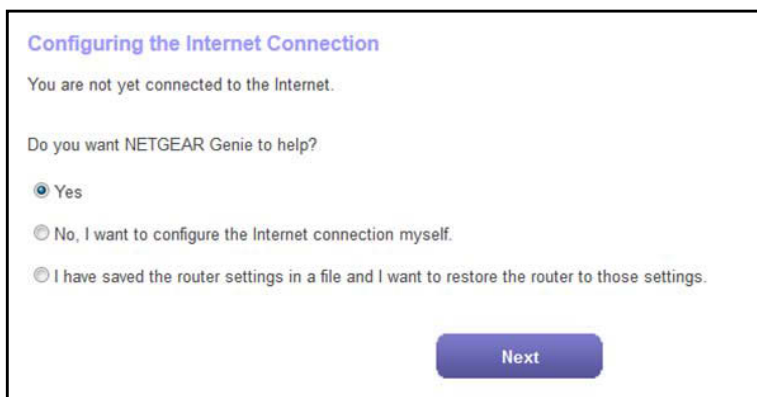 Configuring the Internet Connection
You are not yet connected to the Internet.
Do you want NETGEAR Genie to help?
Yes
No, I want to configure the Internet connection myself.
I have saved the router settings in a file and I want to restore the router to those settings.
Next